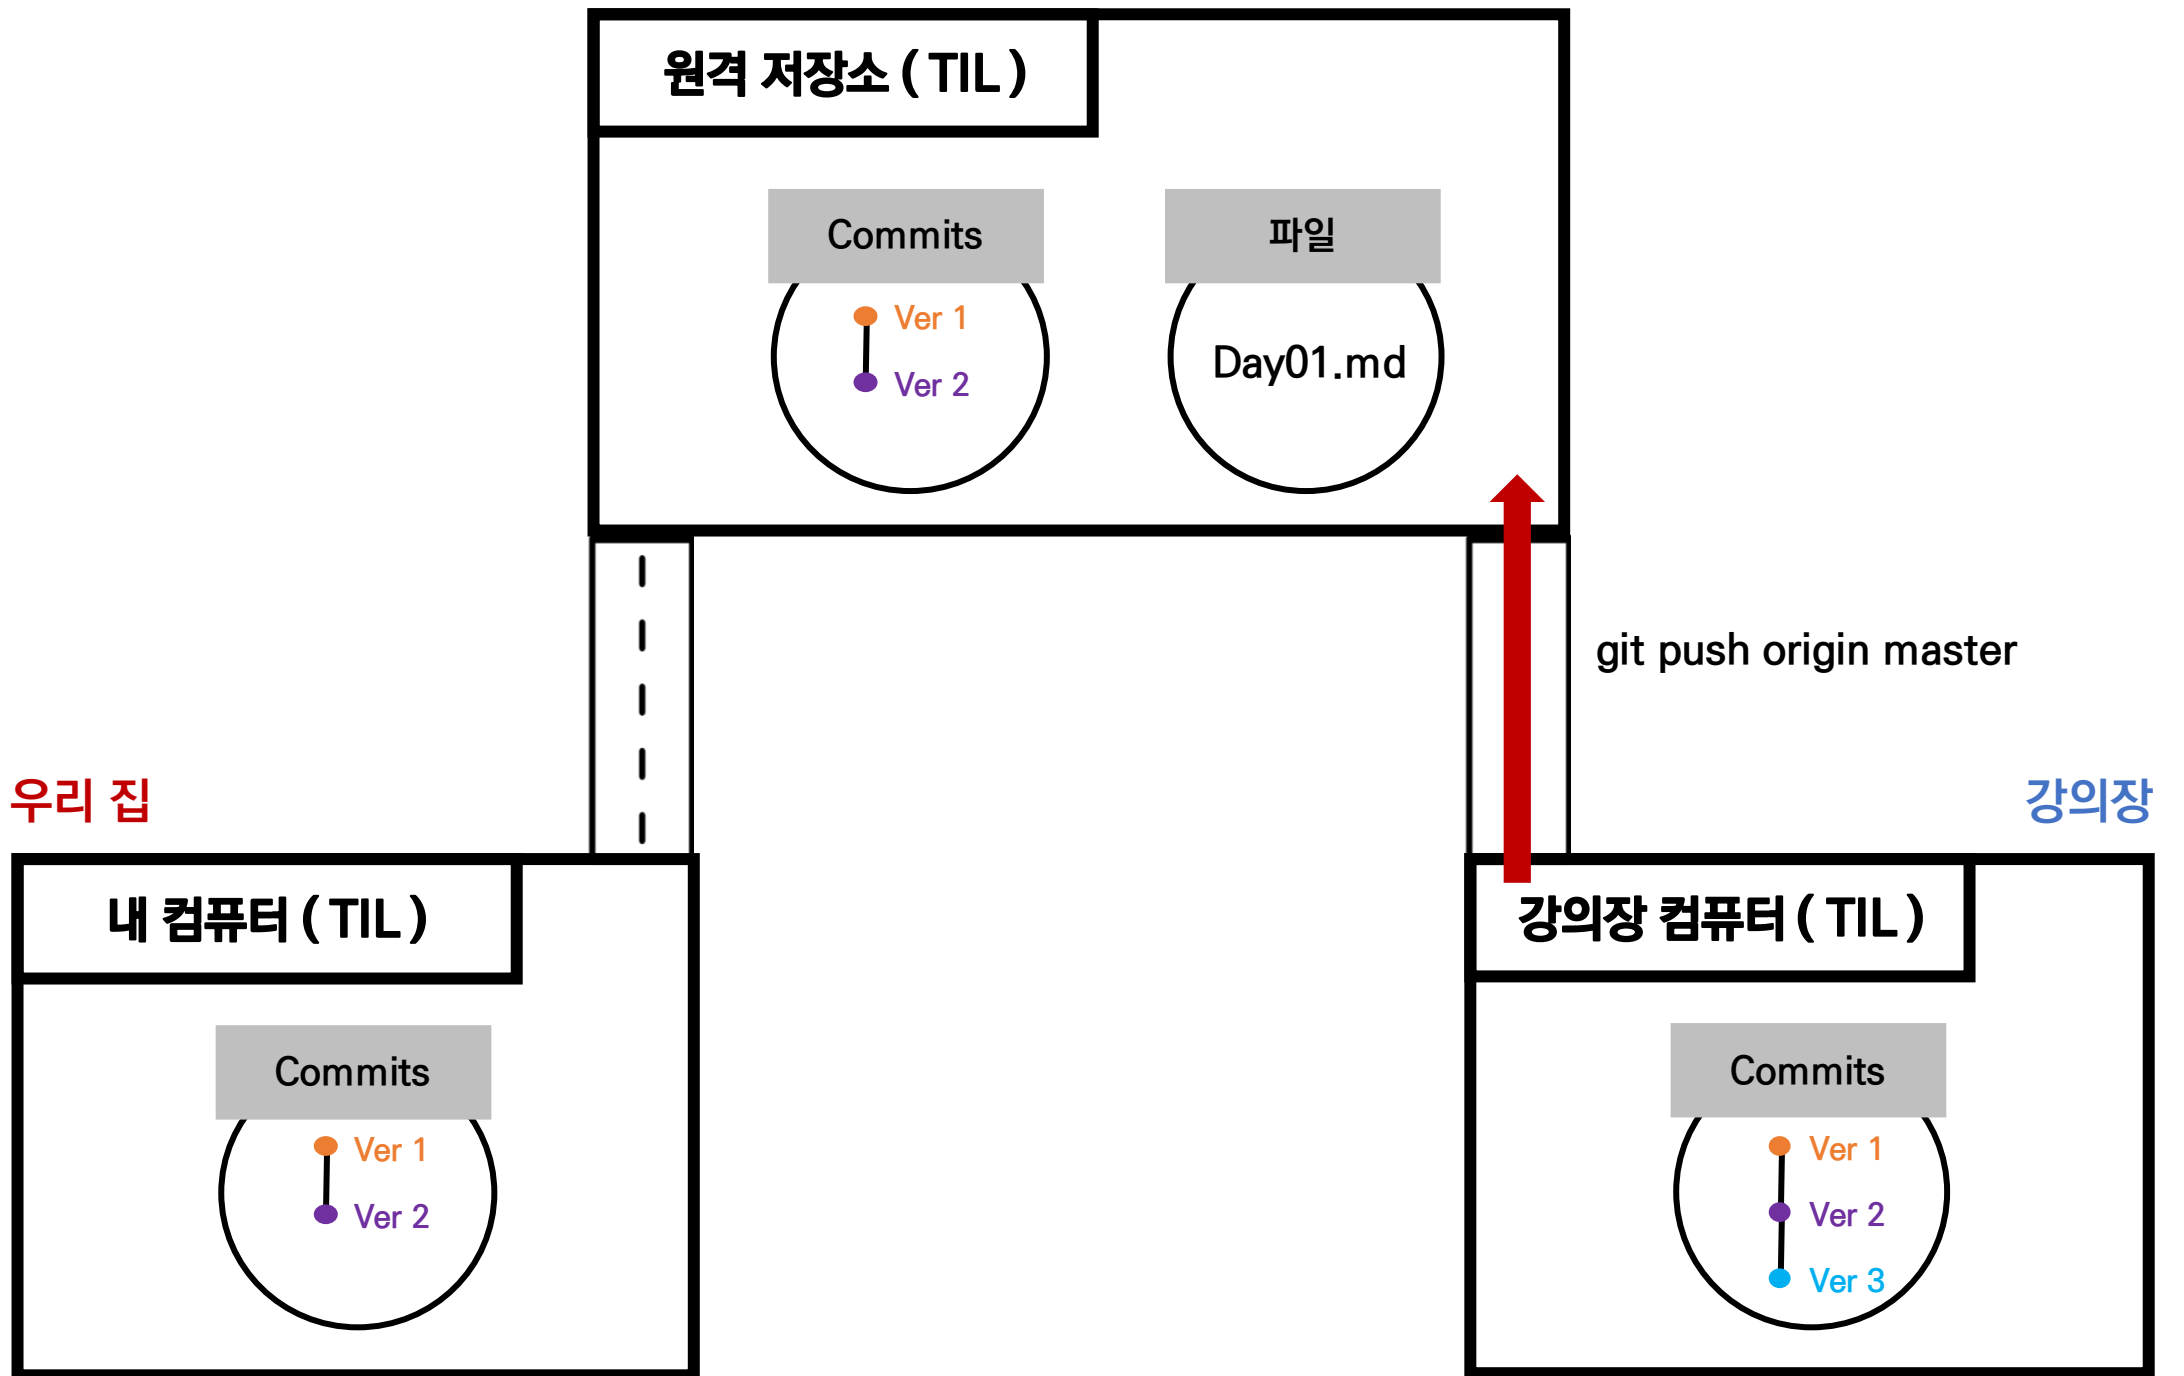 원격 저장소 ( TIL )
Commits
파일
Ver 1
Ver 2
Day01.md
git push origin master
우리 집
강의장
내 컴퓨터 ( TIL )
강의장 컴퓨터 ( TIL )
Commits
Ver 1
Ver 2
Commits
Ver 1
Ver 2
Ver 3